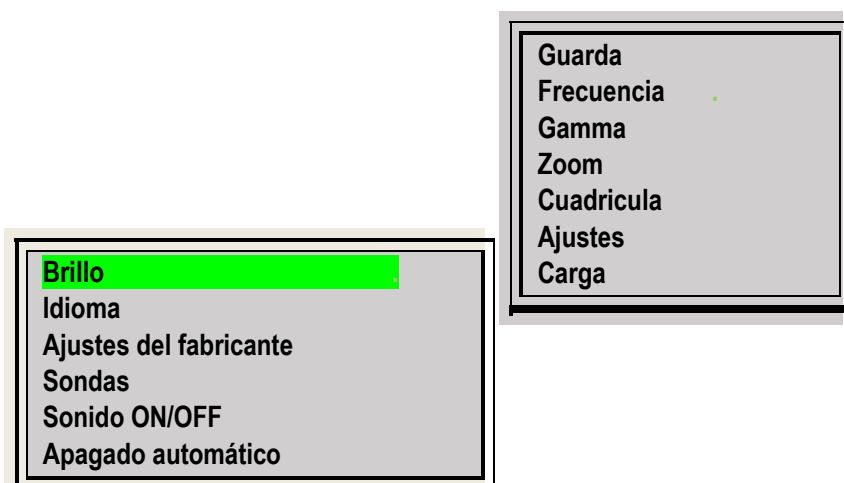 Guarda
Frecuencia
Gamma
Zoom
Cuadricula
Ajustes
Carga
Brillo
Idioma
Ajustes del fabricante
Sondas
Sonido ON/OFF
Apagado automático